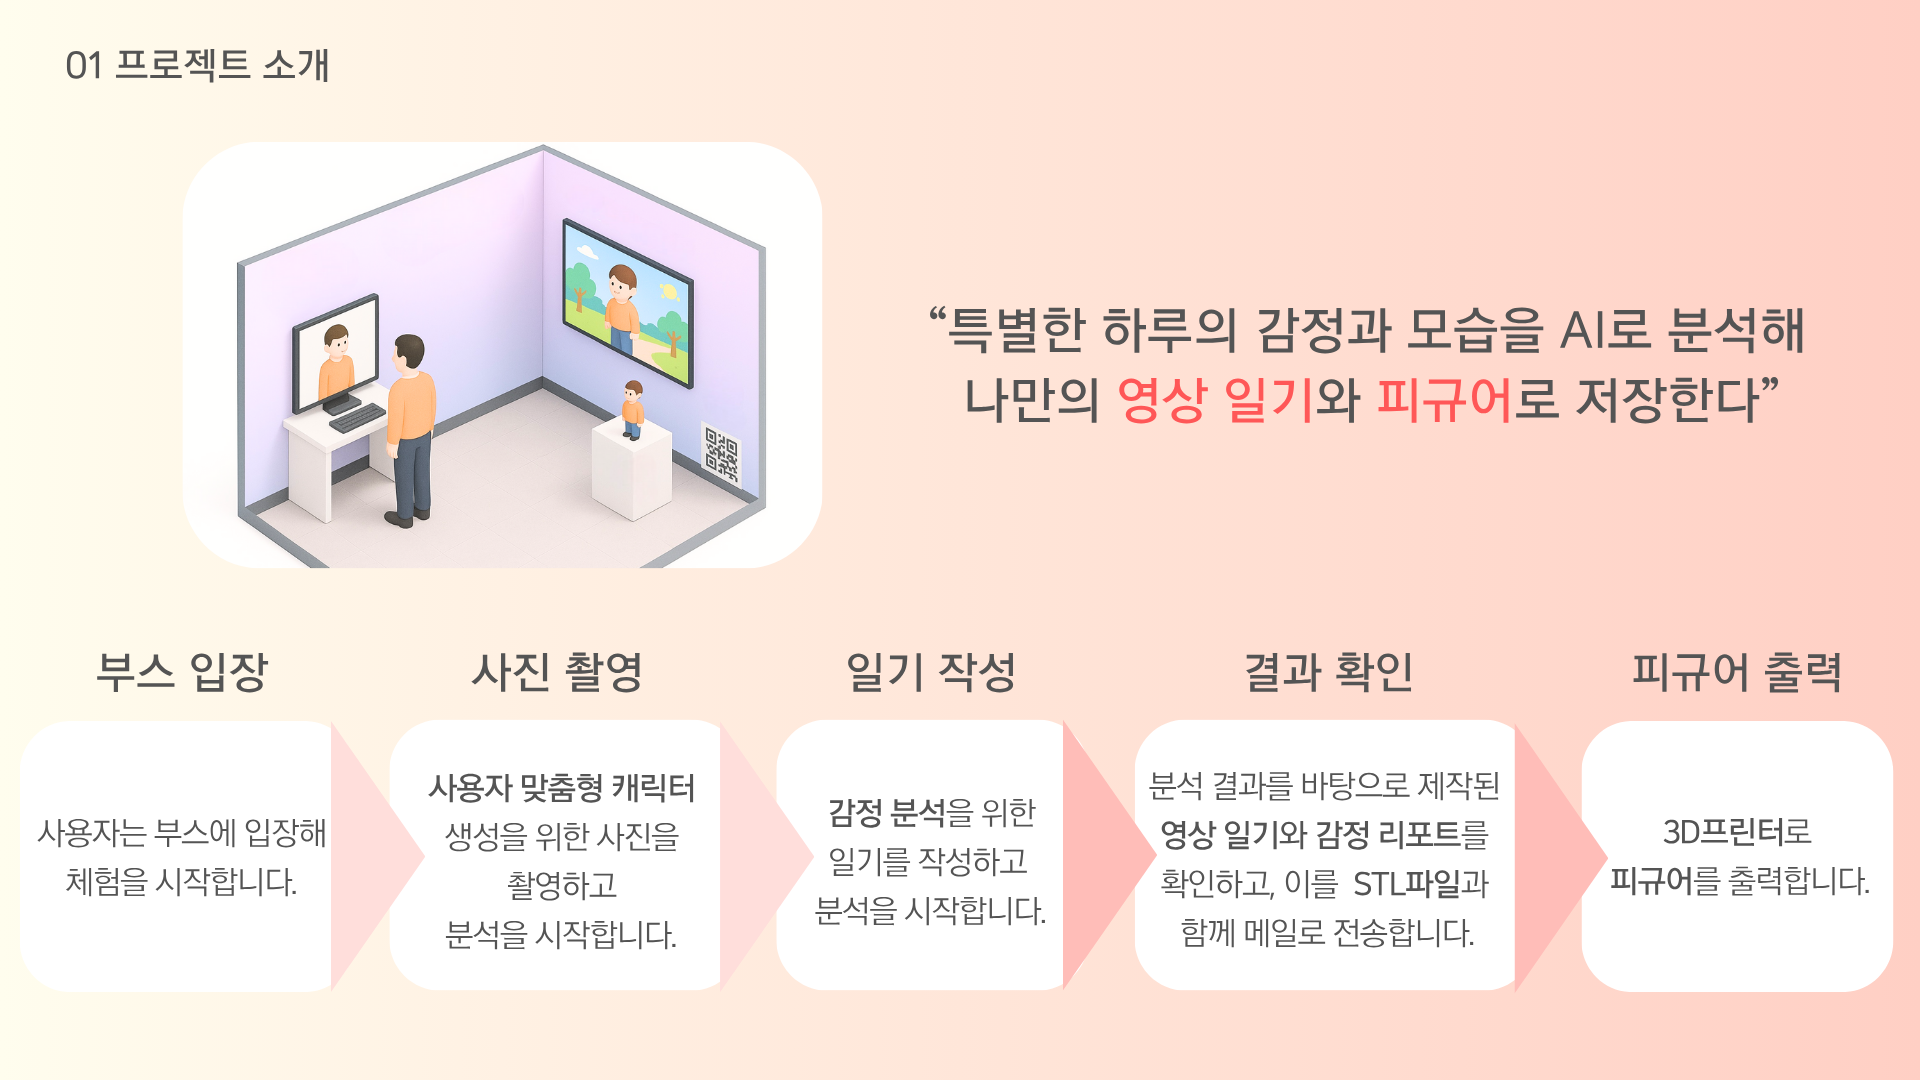 01 프로젝트 소개
“특별한 하루의 감정과 모습을 AI로 분석해
나만의 영상 일기와 피규어로 저장한다”
부스 입장
사용자는 부스에 입장해
체험을 시작합니다.
사진 촬영
사용자 맞춤형 캐릭터
생성을 위한 사진을
촬영하고
분석을 시작합니다.
일기 작성
감정 분석을 위한
일기를 작성하고
분석을 시작합니다.
결과 확인
분석 결과를 바탕으로 제작된
영상 일기와 감정 리포트를
확인하고, 이를 STL파일과
함께 메일로 전송합니다.
피규어 출력
3D프린터로
피규어를 출력합니다.